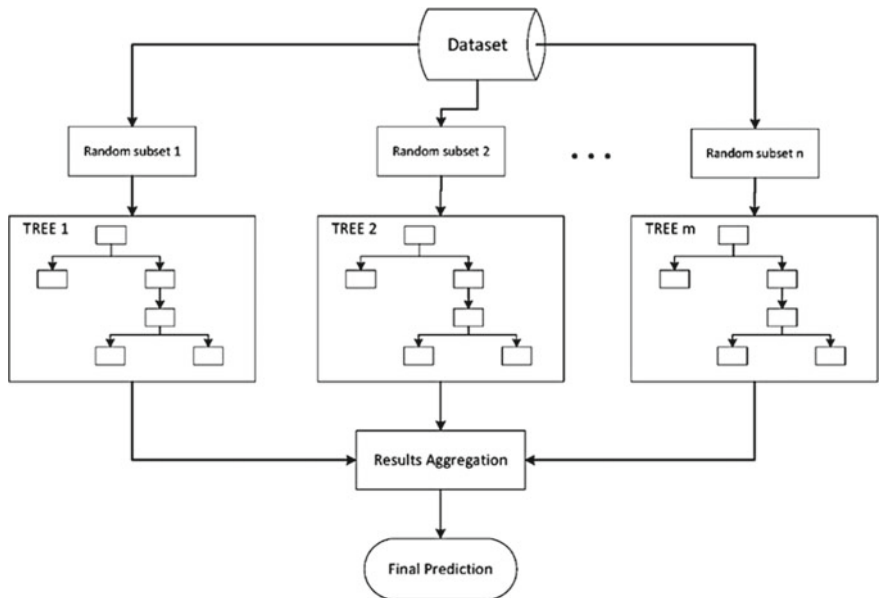 Dataset
Random subset 1
Random subset 2
. . .
Random subset n
TREE 1
TREE 2
TREE m
Results Aggregation
Final Prediction